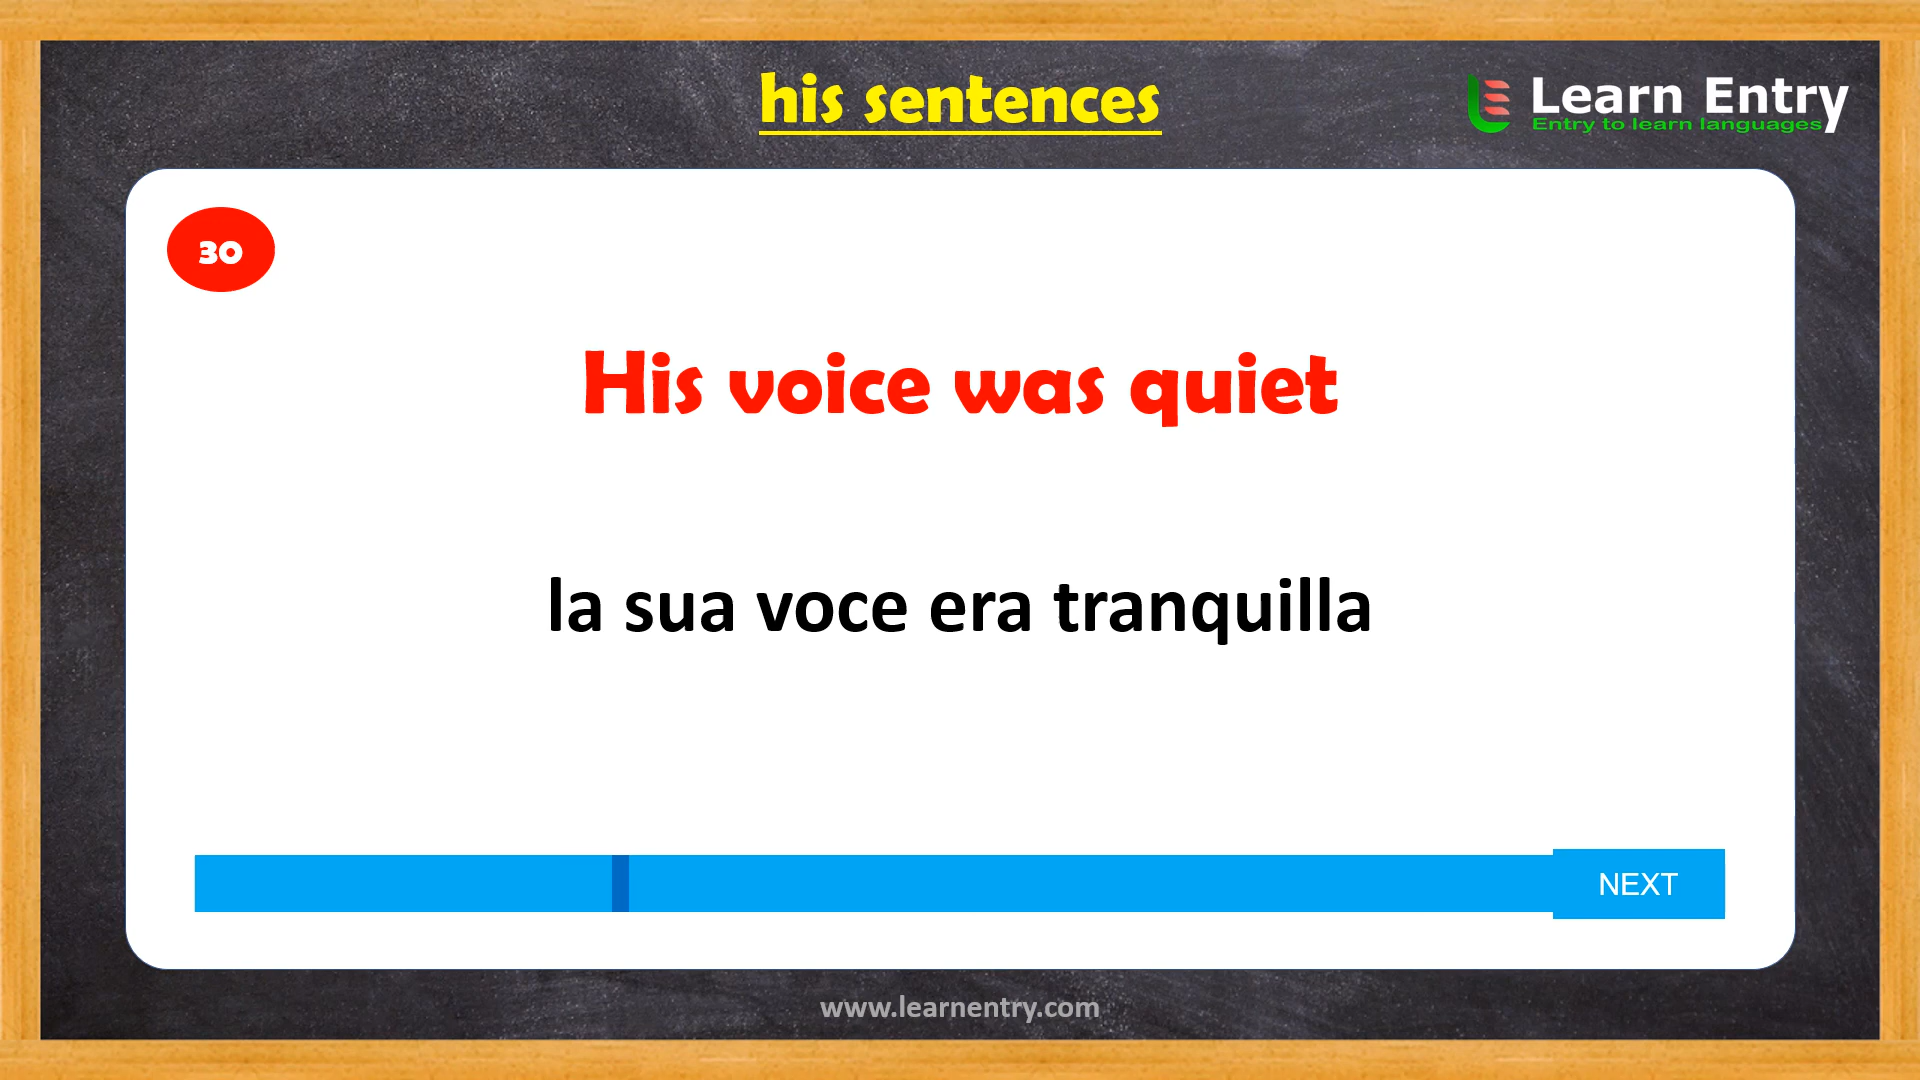 his sentences
Learn Entry
Entry to learn languages
30
His voice was quiet
la sua voce era tranquilla
NEXT
www.learnentry.com